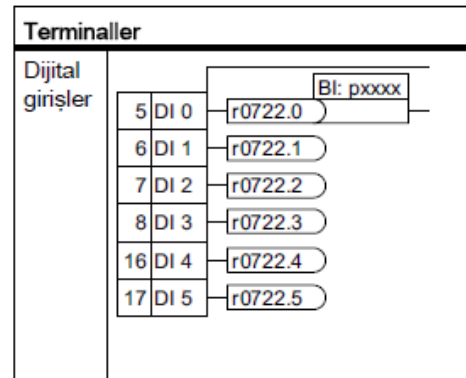 Terminaller
Dijital
girişler
BI: pxxxx
5 DI 0 r0722.0
6 DI 1 r0722.1
7 DI 2 r0722.2
8 DI 3 r0722.3
16 DI 4 r0722.4
17 DI 5 r0722.5